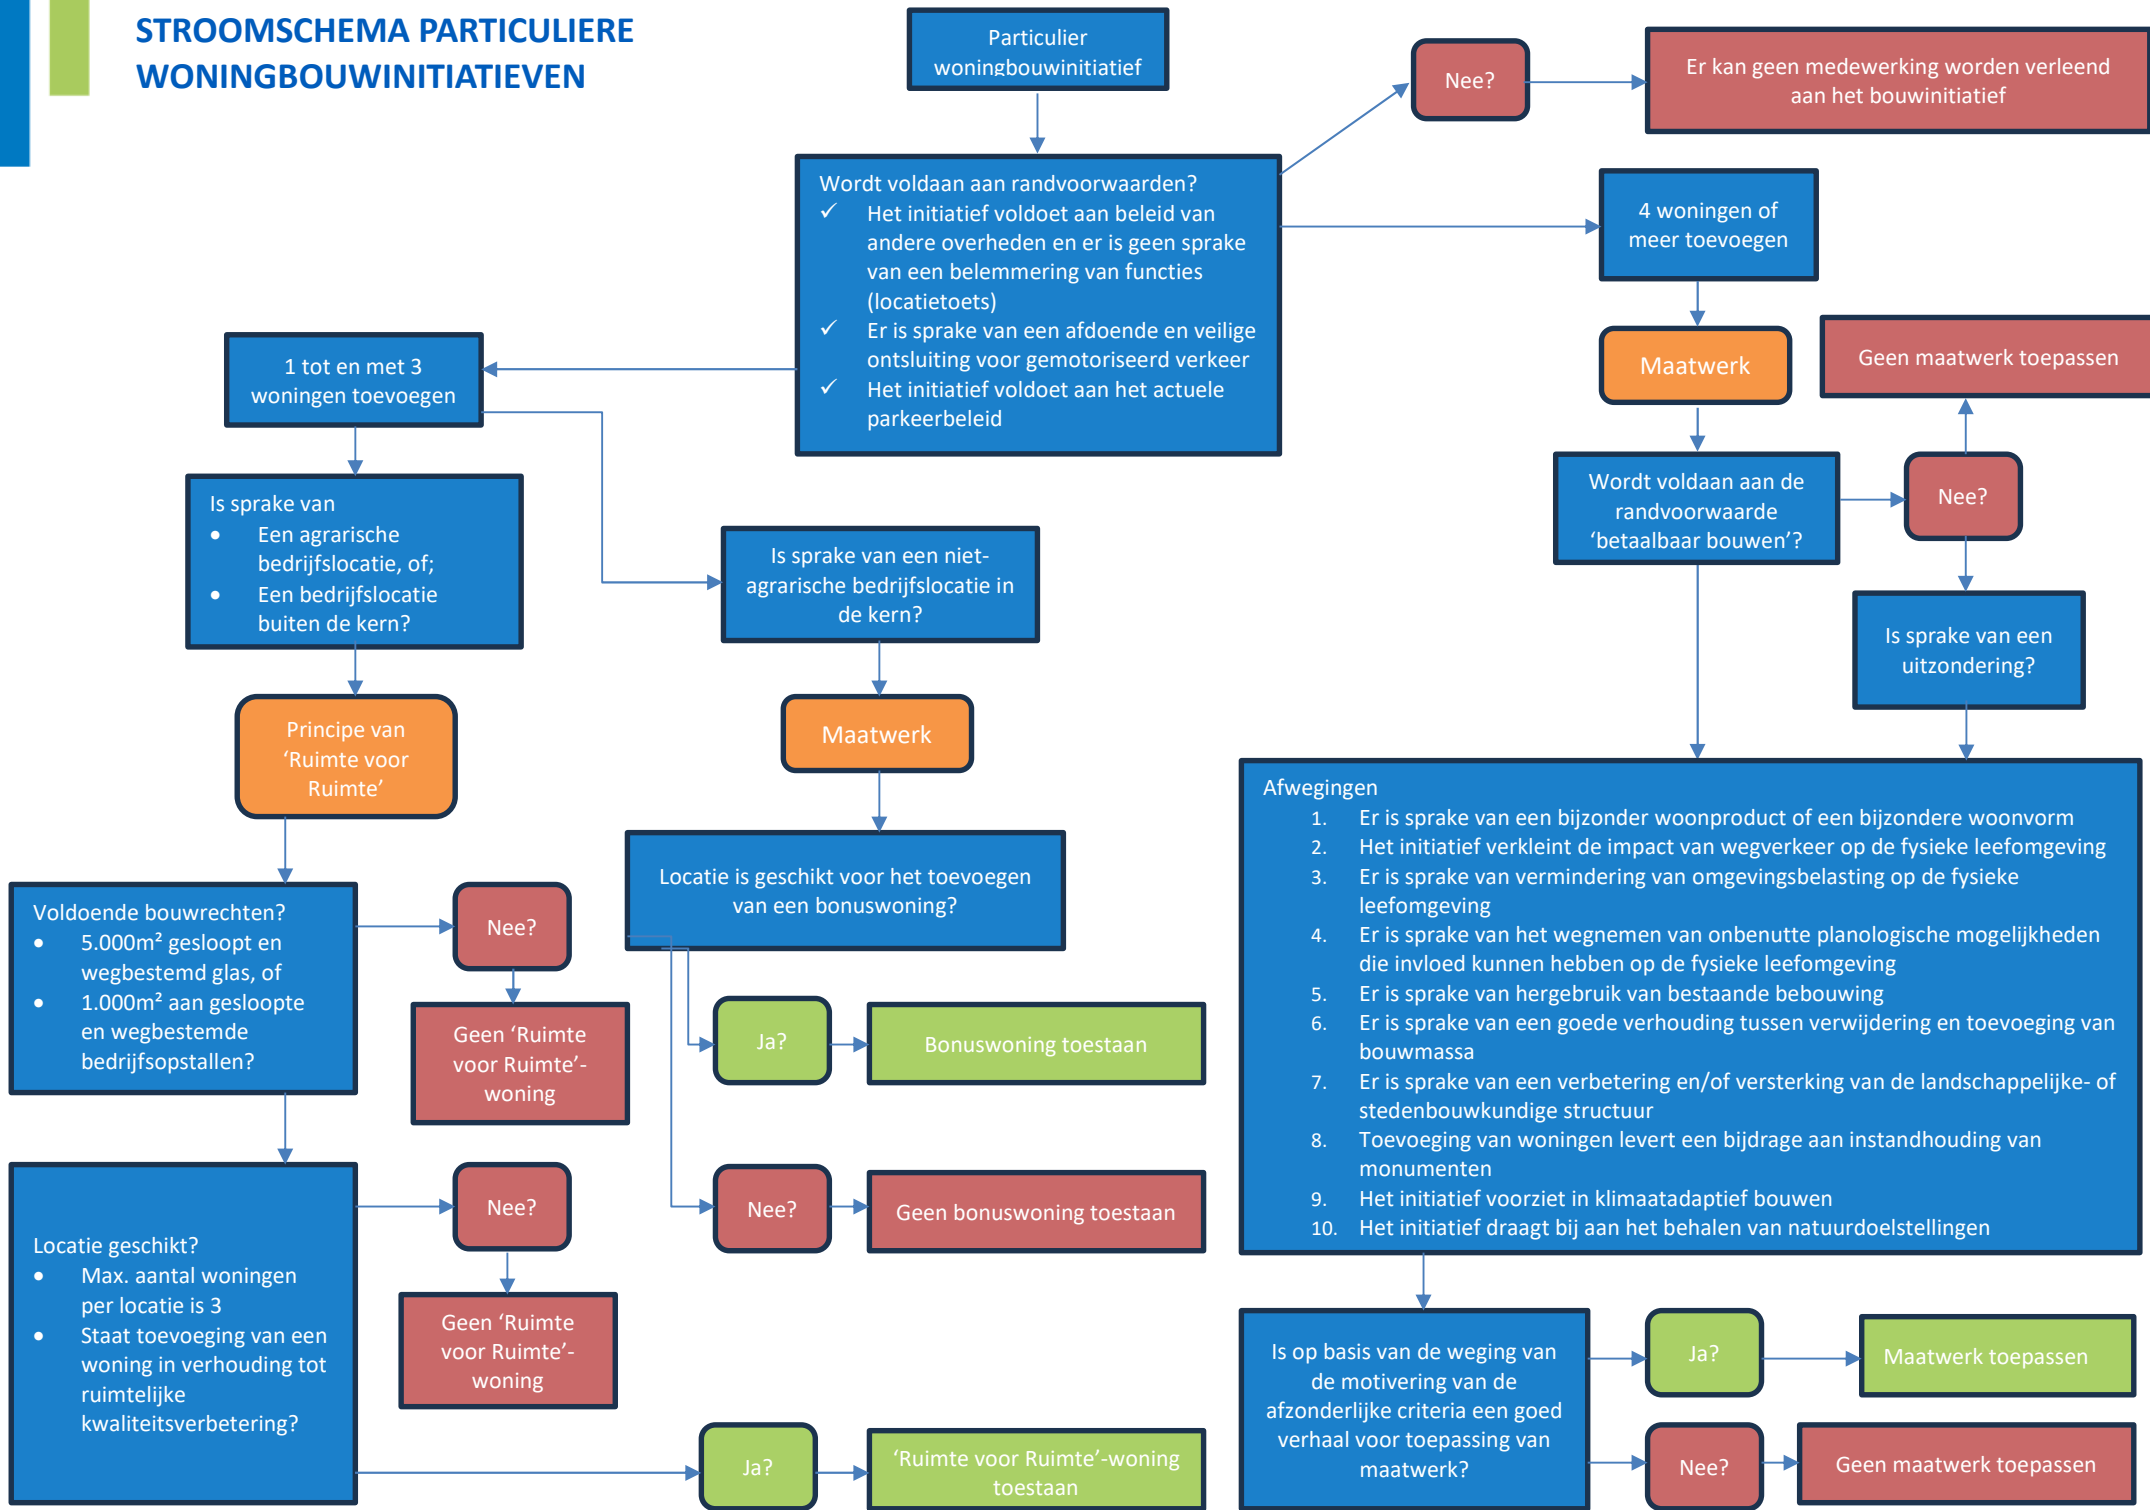 STROOMSCHEMA PARTICULIERE
WONINGBOUWINITIATIEVEN
Particulier
woningbouwinitiatief
Nee?
Er kan geen medewerking worden verleend
aan het bouwinitiatief
Wordt voldaan aan randvoorwaarden?
✓ Het initiatief voldoet aan beleid van
andere overheden en er is geen sprake
van een belemmering van functies
(locatietoets)
✓ Er is sprake van een afdoende en veilige
ontsluiting voor gemotoriseerd verkeer
✓ Het initiatief voldoet aan het actuele
parkeerbeleid
4 woningen of
meer toevoegen
Maatwerk
Geen maatwerk toepassen
1 tot en met 3
woningen toevoegen
Wordt voldaan aan de
randvoorwaarde
‘betaalbaar bouwen’?
Nee?
Is sprake van
• Een agrarische
bedrijfslocatie, of;
• Een bedrijfslocatie
buiten de kern?
Is sprake van een niet-
agrarische bedrijfslocatie in
de kern?
Is sprake van een
uitzondering?
Principe van
‘Ruimte voor
Ruimte’
Maatwerk
Afwegingen
1. Er is sprake van een bijzonder woonproduct of een bijzondere woonvorm
2. Het initiatief verkleint de impact van wegverkeer op de fysieke leefomgeving
3. Er is sprake van vermindering van omgevingsbelasting op de fysieke
leefomgeving
4. Er is sprake van het wegnemen van onbenutte planologische mogelijkheden
die invloed kunnen hebben op de fysieke leefomgeving
5. Er is sprake van hergebruik van bestaande bebouwing
6. Er is sprake van een goede verhouding tussen verwijdering en toevoeging van
bouwmassa
7. Er is sprake van een verbetering en/of versterking van de landschappelijke- of
stedenbouwkundige structuur
8. Toevoeging van woningen levert een bijdrage aan instandhouding van
monumenten
9. Het initiatief voorziet in klimaatadaptief bouwen
10. Het initiatief draagt bij aan het behalen van natuurdoelstellingen
Locatie is geschikt voor het toevoegen
van een bonuswoning?
Voldoende bouwrechten?
• 5.000m² gesloopt en
wegbestemd glas, of
• 1.000m² aan gesloopte
en wegbestemde
bedrijfsopstallen?
Nee?
Geen ‘Ruimte
voor Ruimte’-
woning
Ja?
Bonuswoning toestaan
Nee?
Geen bonuswoning toestaan
Locatie geschikt?
• Max. aantal woningen
per locatie is 3
• Staat toevoeging van een
woning in verhouding tot
ruimtelijke
kwaliteitsverbetering?
Nee?
Geen ‘Ruimte
voor Ruimte’-
woning
Ja?
‘Ruimte voor Ruimte’-woning
toestaan
Is op basis van de weging van
de motivering van de
afzonderlijke criteria een goed
verhaal voor toepassing van
maatwerk?
Ja?
Maatwerk toepassen
Nee?
Geen maatwerk toepassen